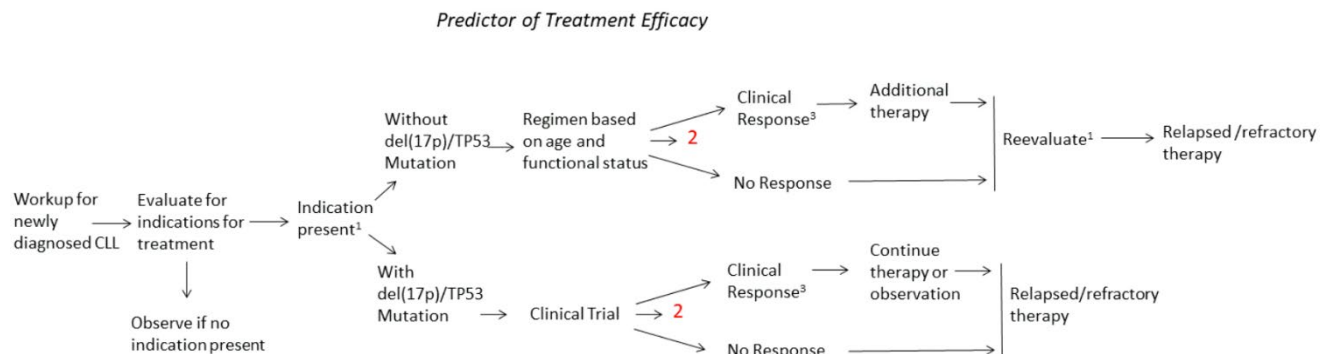 Predictor of Treatment Efficacy
Workup for
newly
diagnosed CLL
Evaluate for
indications for
treatment
Observe if no
indication present
Indication
present¹
Without
del(17p)/TP53
Mutation
Regimen based
on age and
functional status
2
Clinical
Response³
Additional
therapy
No Response
Reevaluate¹
Relapsed/refractory
therapy
With
del(17p)/TP53
Mutation
Clinical Trial
2
Clinical
Response³
Continue
therapy or
observation
No Response
Relapsed/refractory
therapy